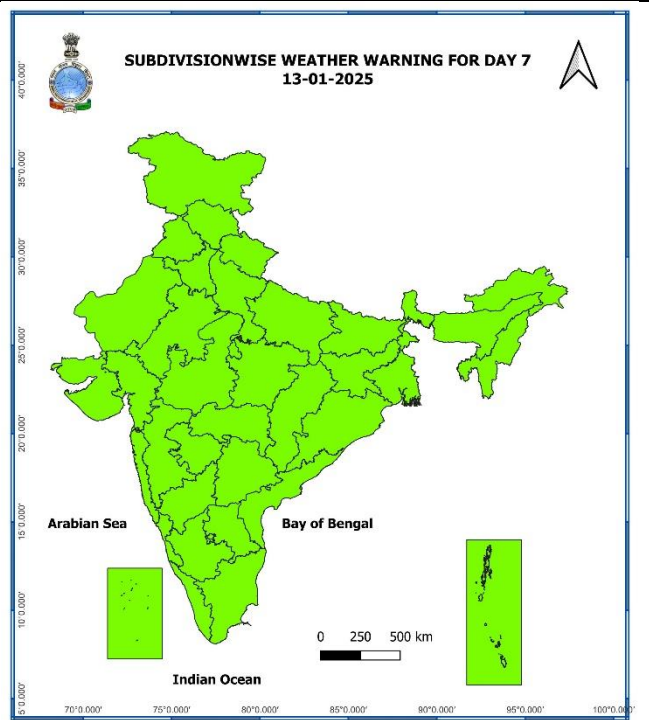 SUBDIVISIONWISE WEATHER WARNING FOR DAY 7
13-01-2025
40°0.000'
35°0.000'
30°0.000'
25°0.000'
20°0.000'
15°0.000'
10°0.000'
5°0.000'
Arabian Sea
Bay of Bengal
0 250 500 km
Indian Ocean
70°0.000' 75°0.000' 80°0.000' 85°0.000' 90°0.000' 95°0.000' 100°0.000'